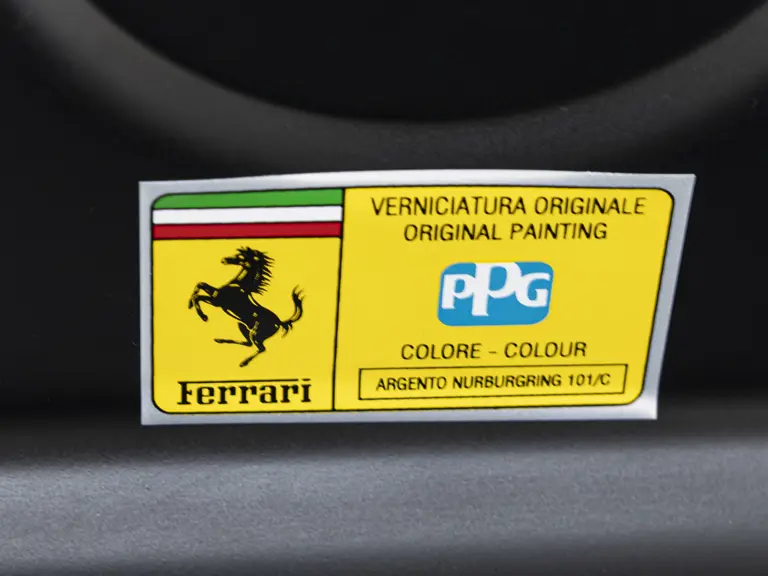 VERNICIATURA ORIGINALE
ORIGINAL PAINTING
PPG
COLORE - COLOUR
ARGENTO NURBURGRING 101/C
Ferrari